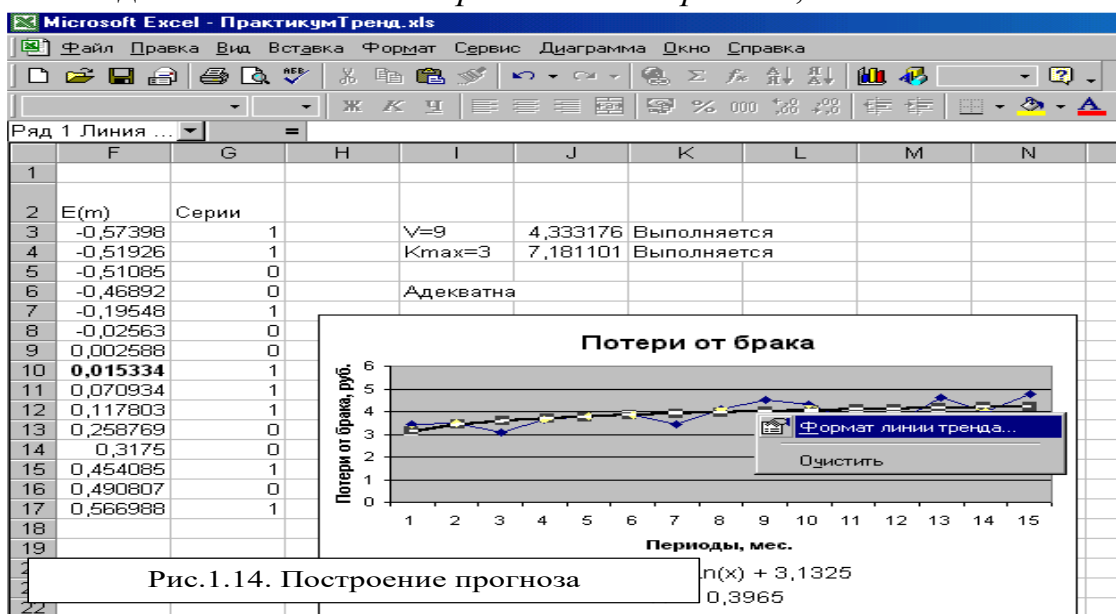 Microsoft Excel - ПрактикумТренд.xls
Файл Правка Вид Вставка Формат Сервис Диаграмма Окно Справка
Ж К Ч % 000
Ряд 1 Линия ... =
F G H I J K L M N
1
2 E(m) Серии
3 -0,57398 1 V=9 4,333176 Выполняется
4 -0,51926 1 Kmax=3 7,181101 Выполняется
5 -0,51085 0
6 -0,46892 0 Адекватна
7 -0,19548 1
8 -0,02563 0
9 0,002588 0
10 0,015334 1
11 0,070934 1
12 0,117803 1
13 0,258769 0
14 0,3175 0
15 0,454085 1
16 0,490807 0
17 0,566988 1
18
19
22
Потери от брака
Потери от брака, руб.
6
5
4
3
2
1
0
1 2 3 4 5 6 7 8 9 10 11 12 13 14 15
Периоды, мес.
Формат линии тренда...
Очистить
n(x) + 3,1325
0,3965
Рис.1.14. Построение прогноза